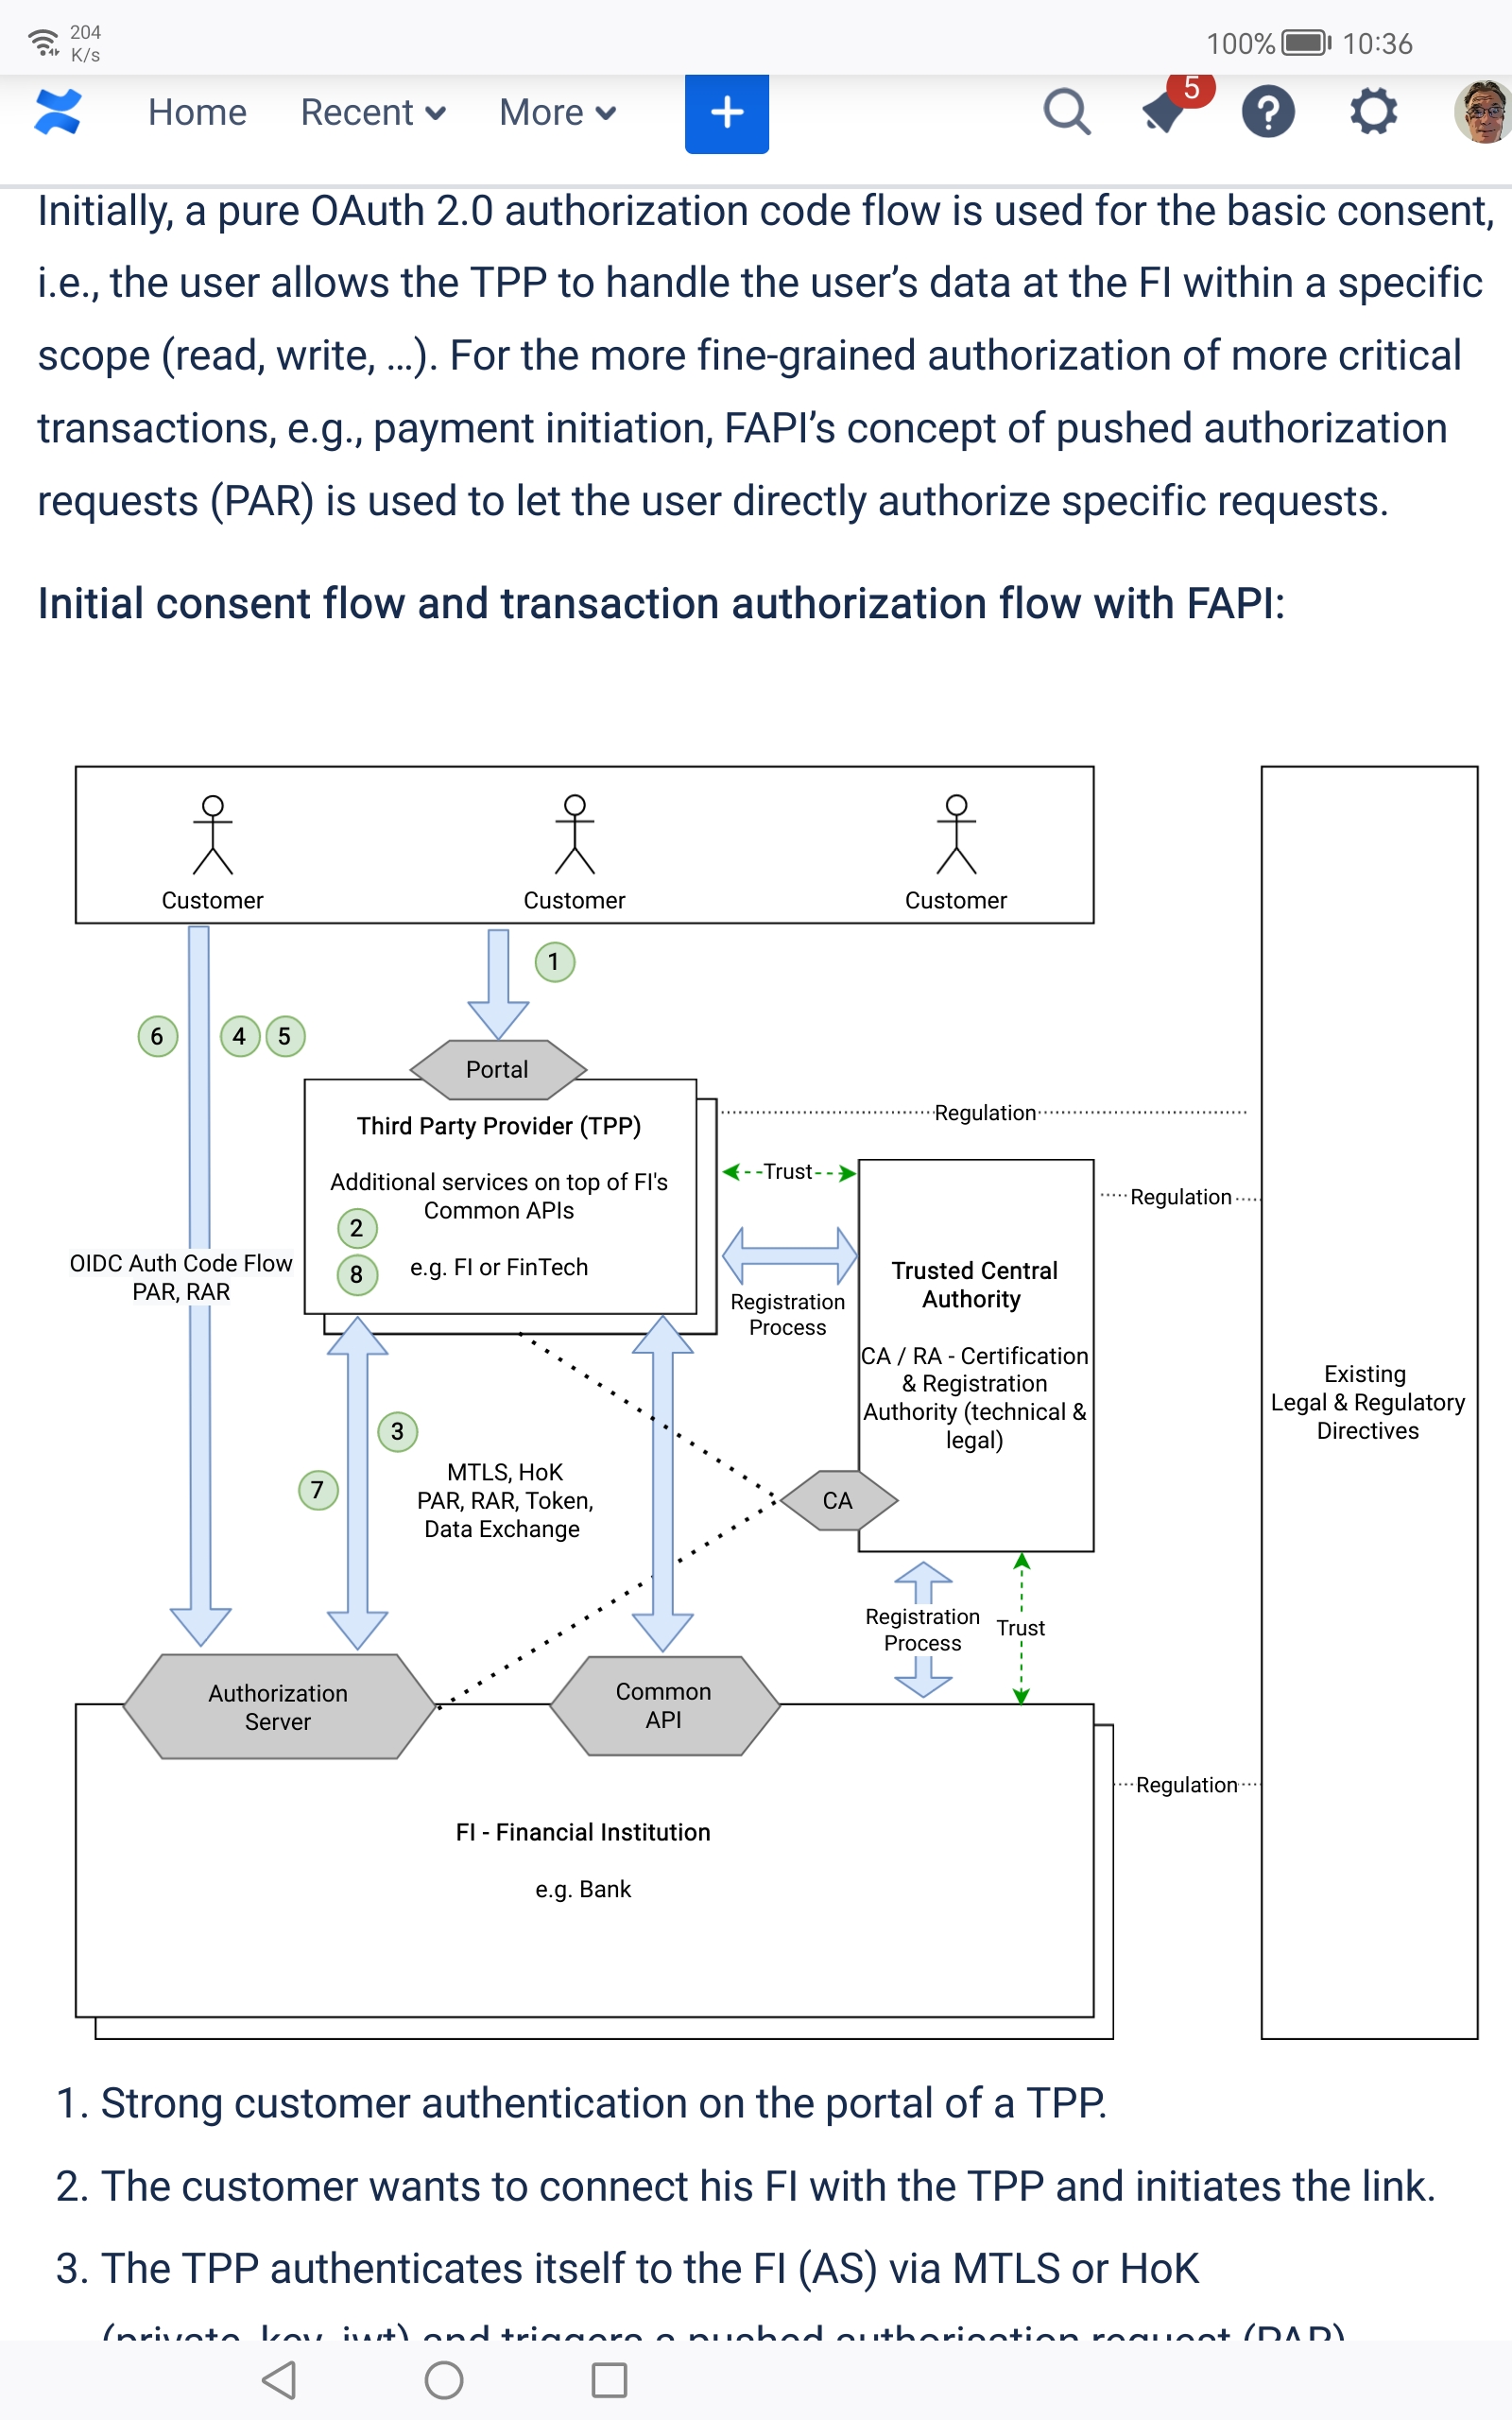 204
K/s
100% 10:36
Home Recent More +
5
?
Initially, a pure OAuth 2.0 authorization code flow is used for the basic consent,
i.e., the user allows the TPP to handle the user’s data at the FI within a specific
scope (read, write, …). For the more fine-grained authorization of more critical
transactions, e.g., payment initiation, FAPI’s concept of pushed authorization
requests (PAR) is used to let the user directly authorize specific requests.
Initial consent flow and transaction authorization flow with FAPI:
Customer Customer Customer
1
6 4 5
Portal
Third Party Provider (TPP)
Additional services on top of FI's
Common APIs
2
e.g. FI or FinTech
8
Regulation
Trust
Regulation
OIDC Auth Code Flow
PAR, RAR
Registration
Process
Trusted Central
Authority
CA / RA - Certification
& Registration
Authority (technical &
legal)
Existing
Legal & Regulatory
Directives
3
7
MTLS, HoK
PAR, RAR, Token,
Data Exchange
CA
Registration
Process
Trust
Authorization
Server
Common
API
Regulation
FI - Financial Institution
e.g. Bank
1. Strong customer authentication on the portal of a TPP.
2. The customer wants to connect his FI with the TPP and initiates the link.
3. The TPP authenticates itself to the FI (AS) via MTLS or HoK
(private_key_jwt) and triggers a pushed authorisation request (PAR)